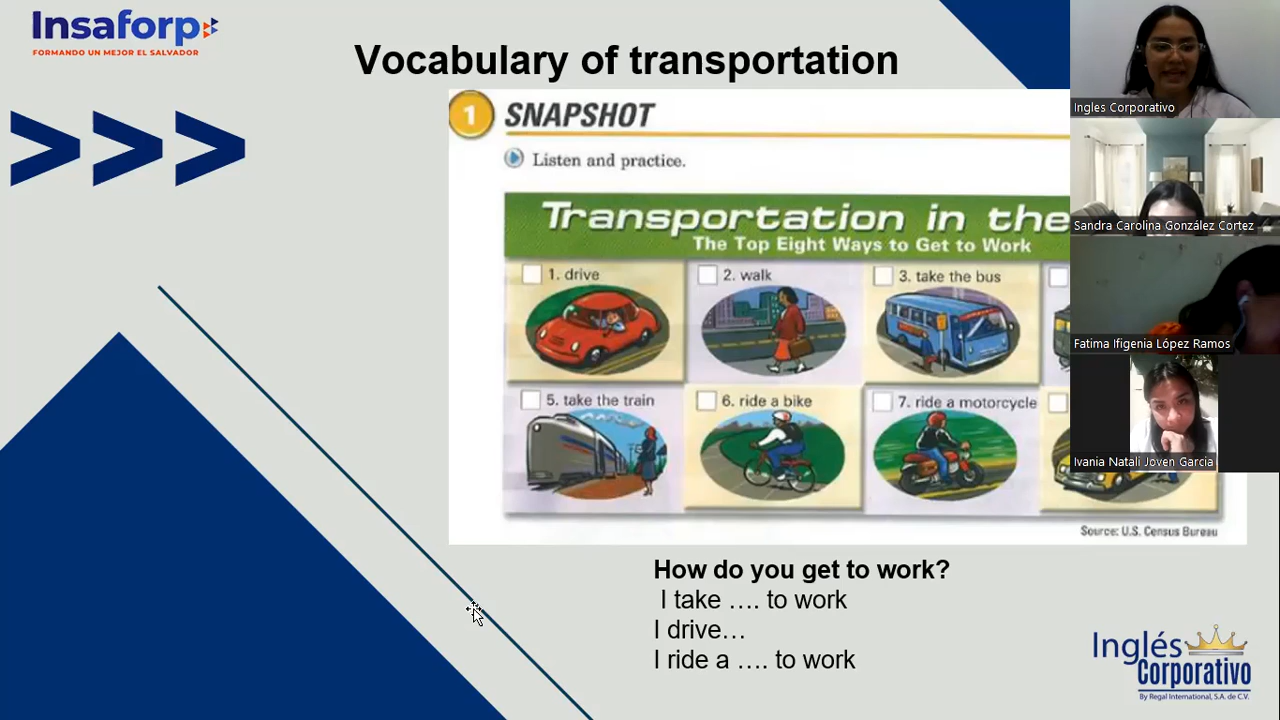 Insaforp
FORMANDO UN MEJOR EL SALVADOR
Vocabulary of transportation
1 SNAPSHOT
Listen and practice.
Transportation in the
The Top Eight Ways to Get to Work
1. drive
2. walk
3. take the bus
5. take the train
6. ride a bike
7. ride a motorcycle
Source: U.S. Census Bureau
How do you get to work?
I take …. to work
I drive…
I ride a …. to work
Inglés
Corporativo
By Regal International, S.A. de C.V.
Ingles Corporativo
Sandra Carolina González Cortez
Fatima Ifigenia López Ramos
Ivania Natali Joven Garcia